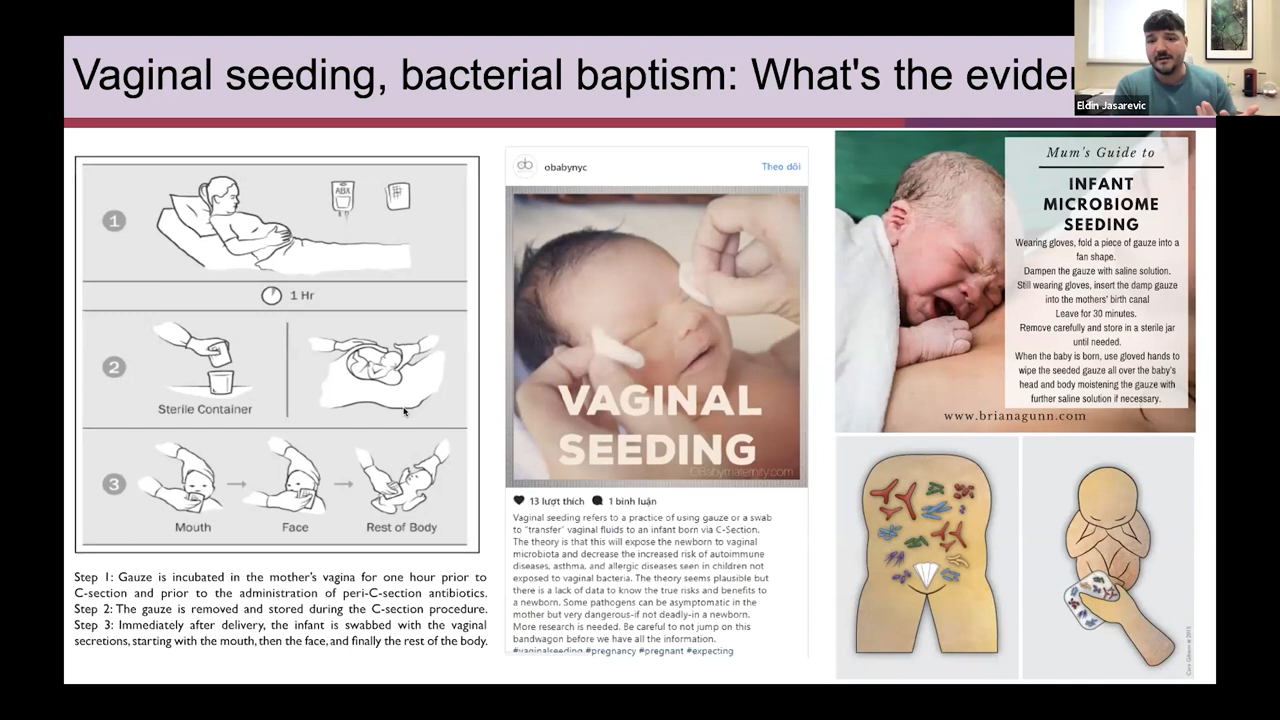 Vaginal seeding, bacterial baptism: What's the eviden
Eldin Jasarevic
1
ABX
1 Hr
2
Sterile Container
3
Mouth
Face
Rest of Body
Step 1: Gauze is incubated in the mother's vagina for one hour prior to
C-section and prior to the administration of peri-C-section antibiotics.
Step 2: The gauze is removed and stored during the C-section procedure.
Step 3: Immediately after delivery, the infant is swabbed with the vaginal
secretions, starting with the mouth, then the face, and finally the rest of the body.
ob
obabynyc
Theo dõi
VAGINAL
SEEDING
OBabymaternity.com
13 lượt thích
1 bình luận
Vaginal seeding refers to a practice of using gauze or a swab
to "transfer" vaginal fluids to an infant born via C-Section.
The theory is that this will expose the newborn to vaginal
microbiota and decrease the increased risk of autoimmune
diseases, asthma, and allergic diseases seen in children not
exposed to vaginal bacteria. The theory seems plausible but
there is a lack of data to know the true risks and benefits to
a newborn. Some pathogens can be asymptomatic in the
mother but very dangerous-if not deadly-in a newborn.
More research is needed. Be careful to not jump on this
bandwagon before we have all the information.
#vaginalseeding #pregnancy #pregnant #expecting
Mum's Guide to
INFANT
MICROBIOME
SEEDING
Wearing gloves, fold a piece of gauze into a
fan shape.
Dampen the gauze with saline solution.
Still wearing gloves, insert the damp gauze
into the mothers' birth canal
Leave for 30 minutes.
Remove carefully and store in a sterile jar
until needed.
When the baby is born, use gloved hands to
wipe the seeded gauze all over the baby's
head and body moistening the gauze with
further saline solution if necessary.
www.brianagunn.com